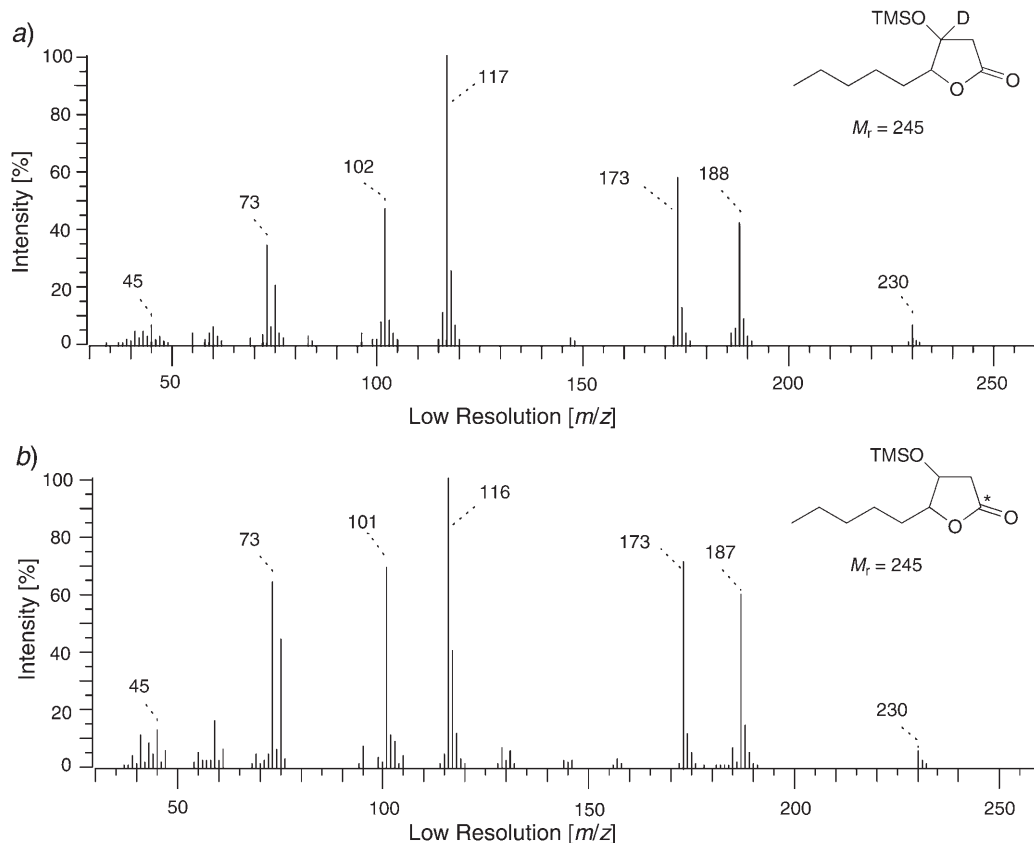 a)
TMSO
D
O
O
Mr = 245
Intensity [%]
100
80
60
40
20
0
45
73
102
117
173
188
230
50
100
150
200
250
Low Resolution [m/z]
b)
TMSO
*
O
O
Mr = 245
Intensity [%]
100
80
60
40
20
0
45
73
101
116
173
187
230
50
100
150
200
250
Low Resolution [m/z]